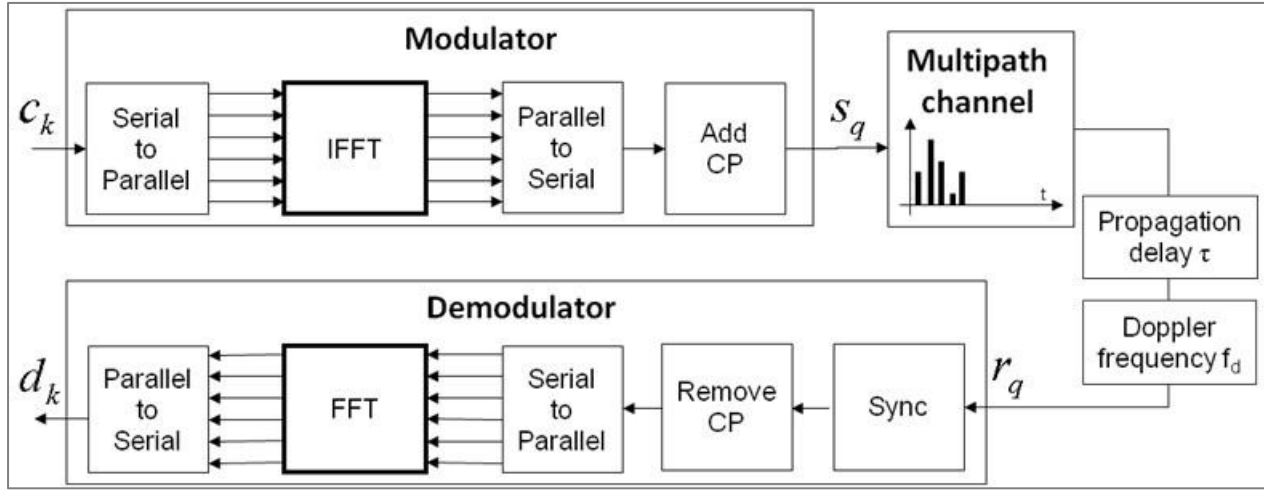 Modulator
c_k
Serial
to
Parallel
IFFT
Parallel
to
Serial
Add
CP
s_q
Multipath
channel
t
Propagation
delay τ
Doppler
frequency f_d
Demodulator
d_k
Parallel
to
Serial
FFT
Serial
to
Parallel
Remove
CP
Sync
r_q